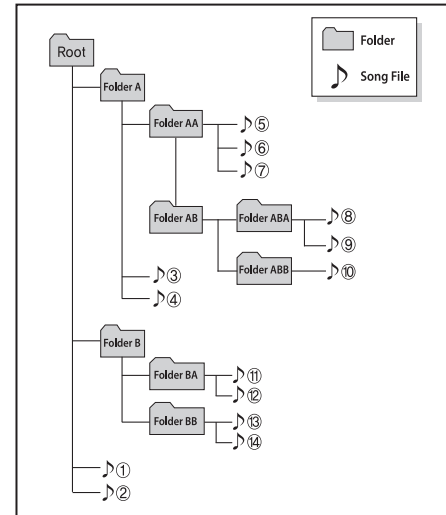 Root
Folder
Song File
Folder A
Folder AA
⑤
⑥
⑦
Folder AB
Folder ABA
⑧
⑨
Folder ABB
⑩
③
④
Folder B
Folder BA
⑪
⑫
Folder BB
⑬
⑭
①
②